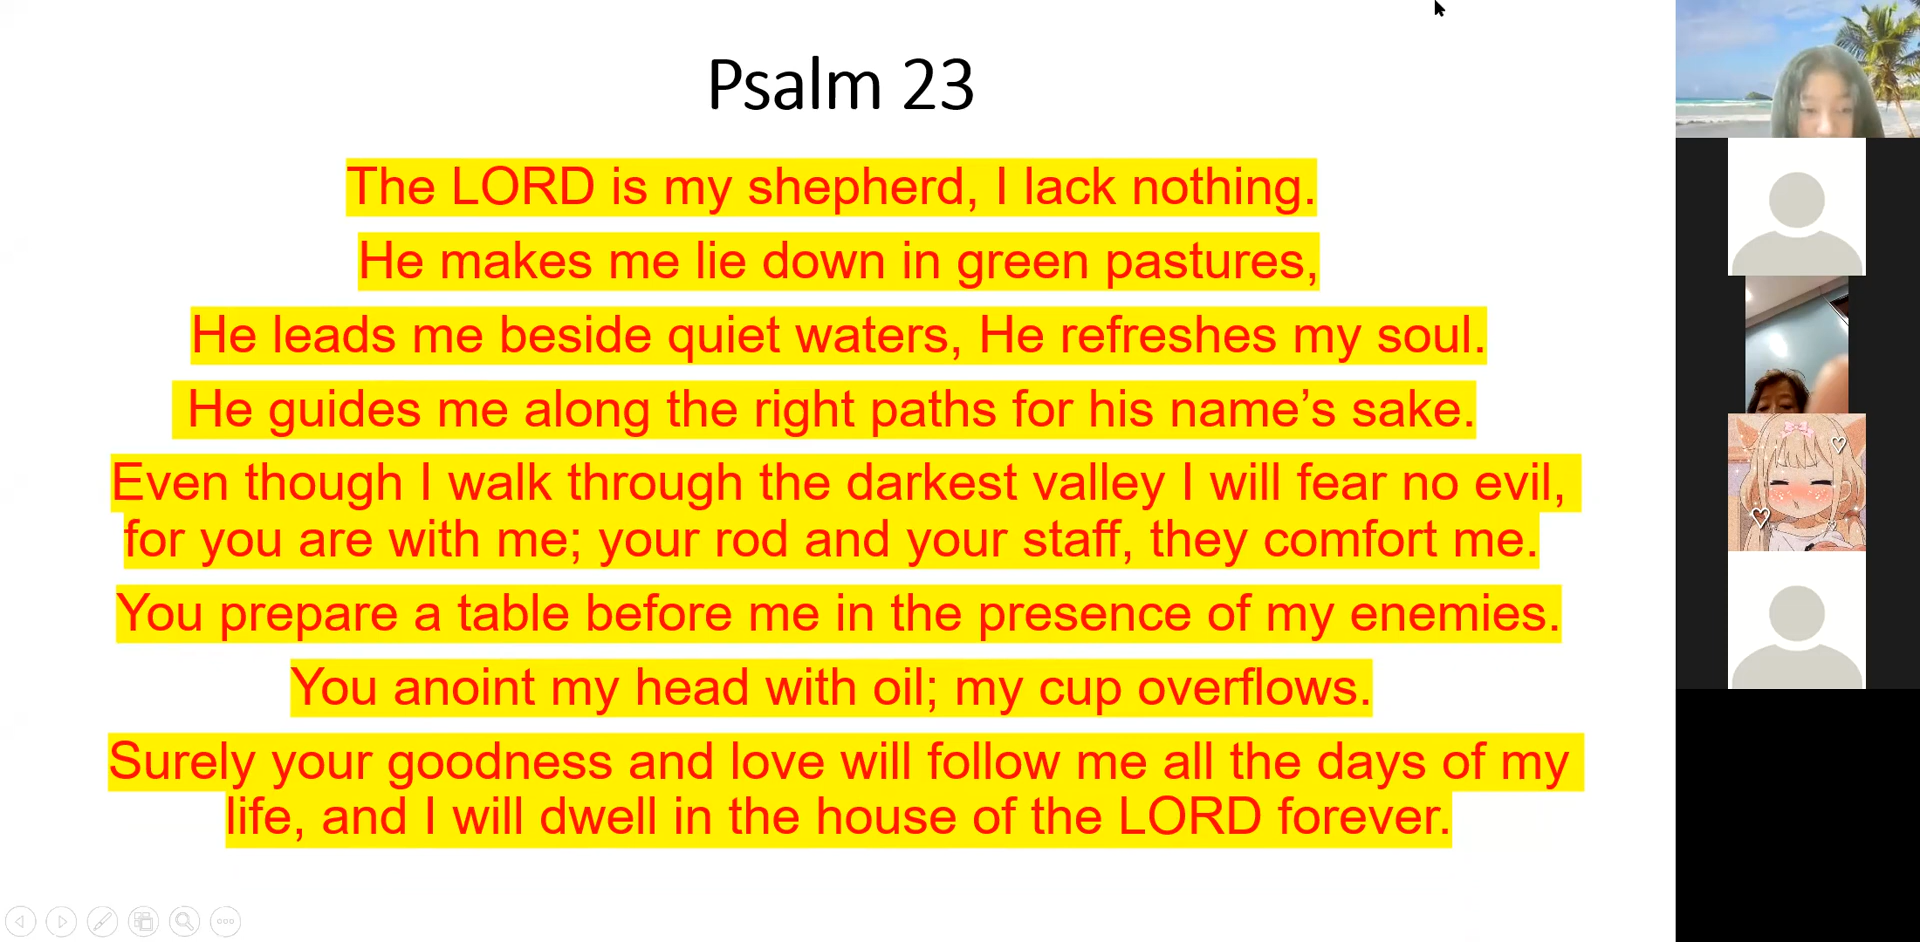 Psalm 23
The LORD is my shepherd, I lack nothing.
He makes me lie down in green pastures,
He leads me beside quiet waters, He refreshes my soul.
He guides me along the right paths for his name’s sake.
Even though I walk through the darkest valley I will fear no evil,
for you are with me; your rod and your staff, they comfort me.
You prepare a table before me in the presence of my enemies.
You anoint my head with oil; my cup overflows.
Surely your goodness and love will follow me all the days of my
life, and I will dwell in the house of the LORD forever.